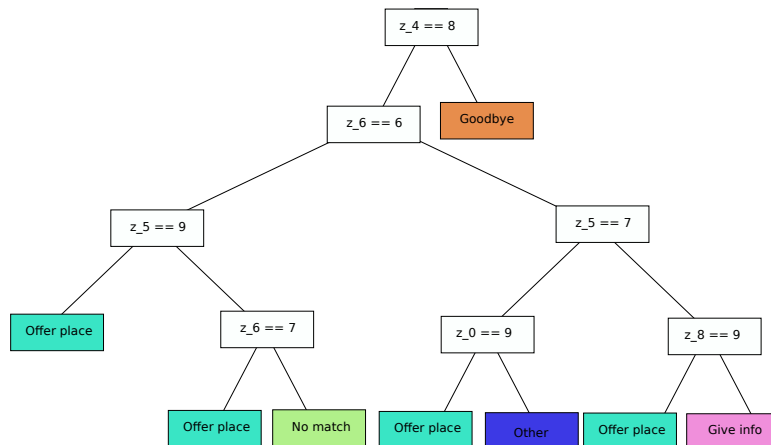 z_4 == 8
z_6 == 6
Goodbye
z_5 == 9
z_5 == 7
Offer place
z_6 == 7
z_0 == 9
z_8 == 9
Offer place
No match
Offer place
Other
Offer place
Give info